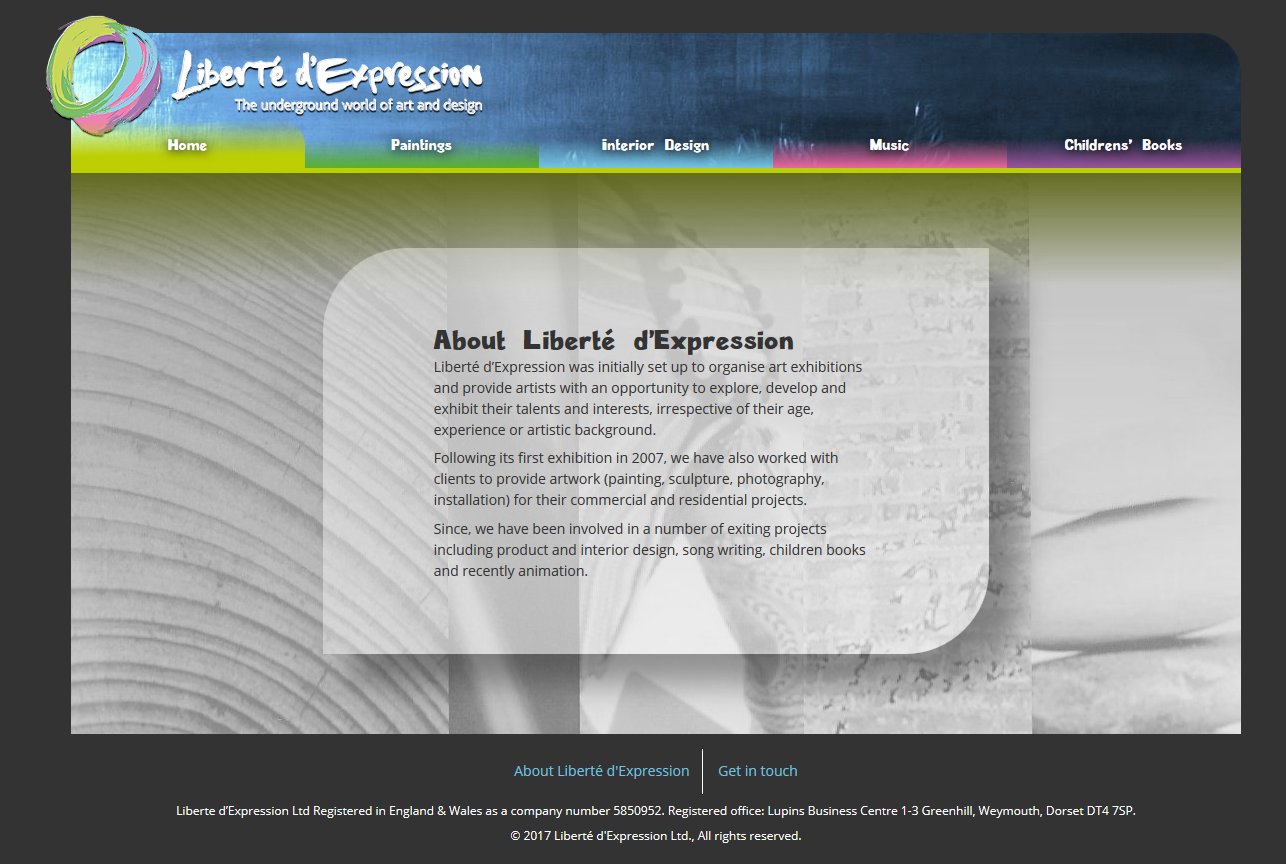 Liberté d'Expression
The underground world of art and design
Home
Paintings
Interior Design
Music
Childrens' Books
About Liberté d'Expression
Liberté d’Expression was initially set up to organise art exhibitions
and provide artists with an opportunity to explore, develop and
exhibit their talents and interests, irrespective of their age,
experience or artistic background.
Following its first exhibition in 2007, we have also worked with
clients to provide artwork (painting, sculpture, photography,
installation) for their commercial and residential projects.
Since, we have been involved in a number of exiting projects
including product and interior design, song writing, children books
and recently animation.
About Liberté d'Expression
Get in touch
Liberte d’Expression Ltd Registered in England & Wales as a company number 5850952. Registered office: Lupins Business Centre 1-3 Greenhill, Weymouth, Dorset DT4 7SP.
© 2017 Liberté d'Expression Ltd., All rights reserved.